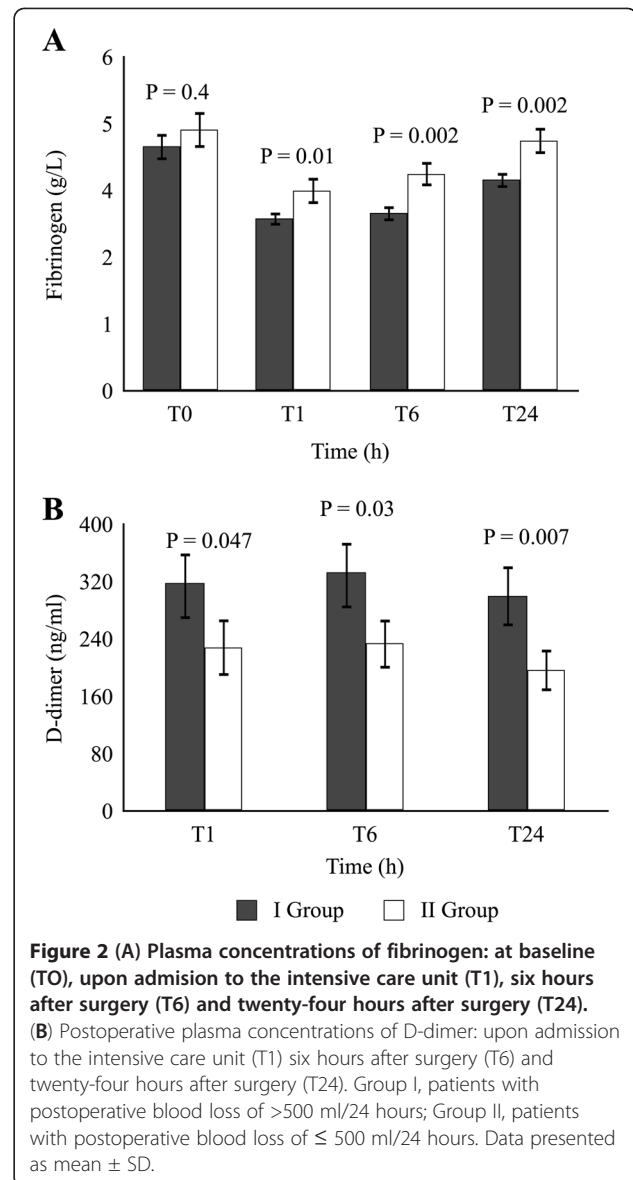 A
6
5
4
2
1
0
Fibrinogen (g/L)
P = 0.4
P = 0.01
P = 0.002
P = 0.002
T0 T1 T6 T24
Time (h)
B
400
320
240
160
80
0
D-dimer (ng/ml)
P = 0.047
P = 0.03
P = 0.007
T1 T6 T24
Time (h)
I Group II Group
Figure 2 (A) Plasma concentrations of fibrinogen: at baseline
(TO), upon admision to the intensive care unit (T1), six hours
after surgery (T6) and twenty-four hours after surgery (T24).
(B) Postoperative plasma concentrations of D-dimer: upon admission
to the intensive care unit (T1) six hours after surgery (T6) and
twenty-four hours after surgery (T24). Group I, patients with
postoperative blood loss of >500 ml/24 hours; Group II, patients
with postoperative blood loss of ≤ 500 ml/24 hours. Data presented
as mean ± SD.